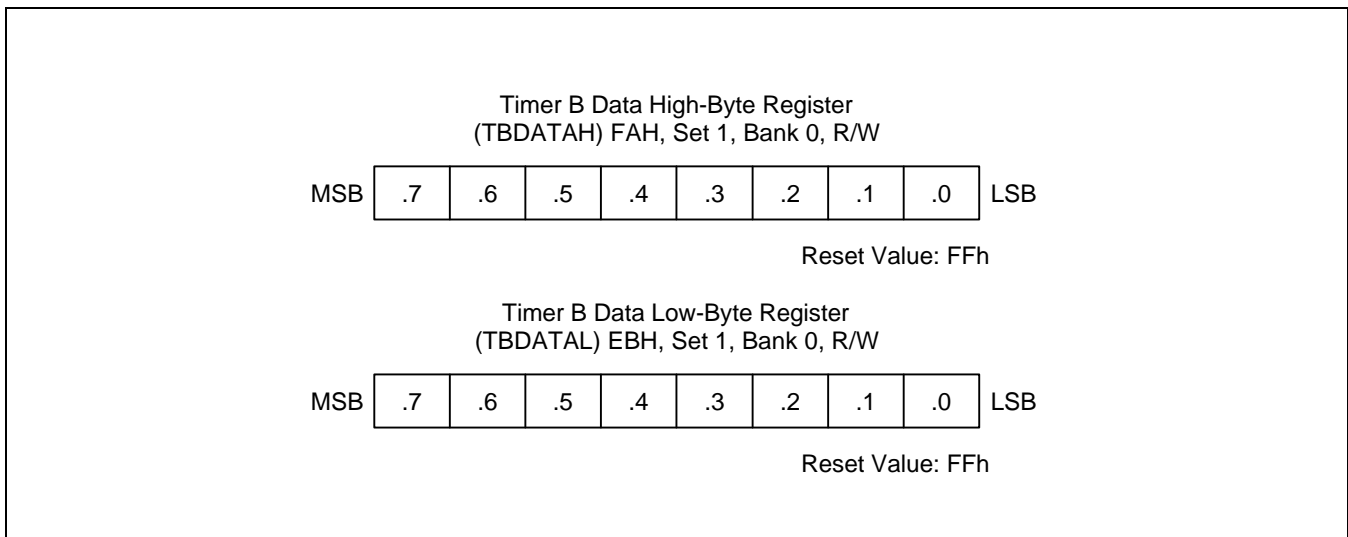 Timer B Data High-Byte Register
(TBDATAH) FAH, Set 1, Bank 0, R/W
MSB .7 .6 .5 .4 .3 .2 .1 .0 LSB
Reset Value: FFh
Timer B Data Low-Byte Register
(TBDATAL) EBH, Set 1, Bank 0, R/W
MSB .7 .6 .5 .4 .3 .2 .1 .0 LSB
Reset Value: FFh